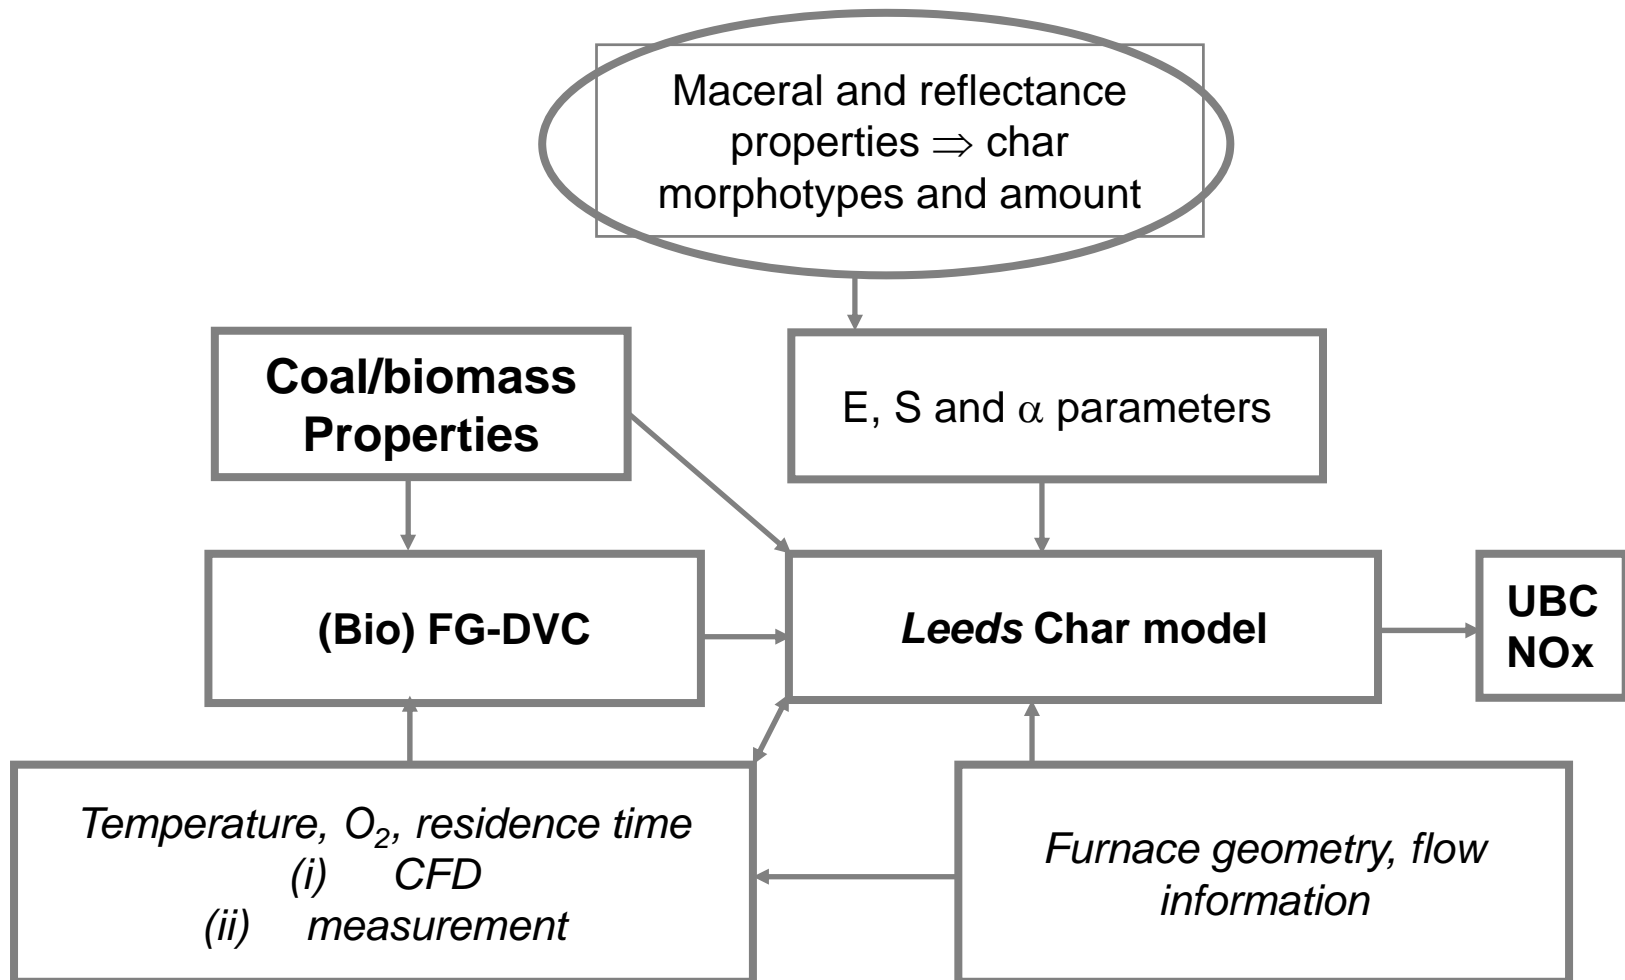 Maceral and reflectance
properties ⇒ char
morphotypes and amount
Coal/biomass
Properties
E, S and α parameters
(Bio) FG-DVC
Leeds Char model
UBC
NOx
Temperature, O₂, residence time
(i) CFD
(ii) measurement
Furnace geometry, flow
information